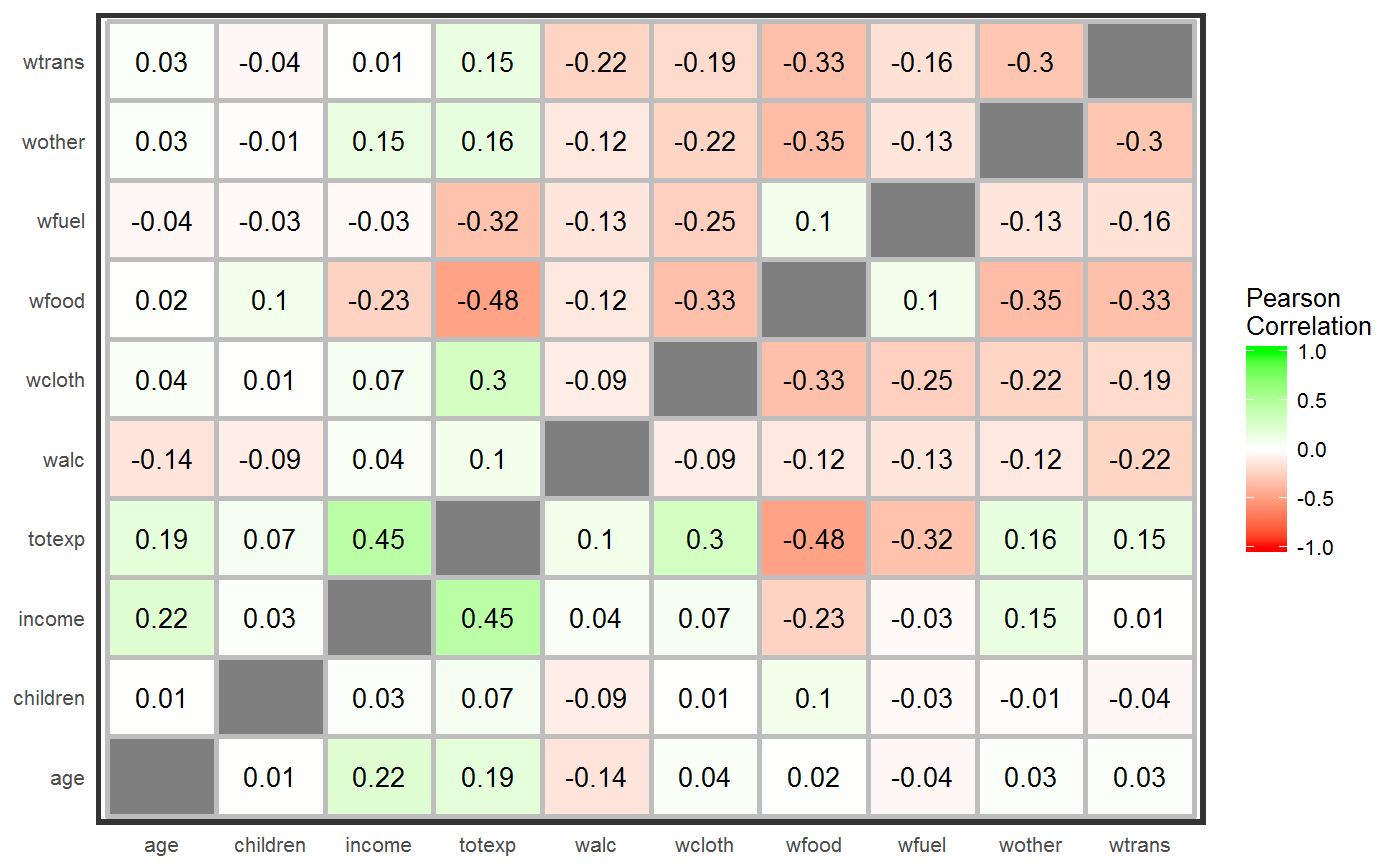 wtrans 0.03 -0.04 0.01 0.15 -0.22 -0.19 -0.33 -0.16 -0.3
wother 0.03 -0.01 0.15 0.16 -0.12 -0.22 -0.35 -0.13 -0.3
wfuel -0.04 -0.03 -0.03 -0.32 -0.13 -0.25 0.1 -0.13 -0.16
wfood 0.02 0.1 -0.23 -0.48 -0.12 -0.33 0.1 -0.35 -0.33
wcloth 0.04 0.01 0.07 0.3 -0.09 -0.33 -0.25 -0.22 -0.19
walc -0.14 -0.09 0.04 0.1 -0.09 -0.12 -0.13 -0.12 -0.22
totexp 0.19 0.07 0.45 0.1 0.3 -0.48 -0.32 0.16 0.15
income 0.22 0.03 0.45 0.04 0.07 -0.23 -0.03 0.15 0.01
children 0.01 0.03 0.07 -0.09 0.01 0.1 -0.03 -0.01 -0.04
age 0.01 0.22 0.19 -0.14 0.04 0.02 -0.04 0.03 0.03
age children income totexp walc wcloth wfood wfuel wother wtrans
Pearson
Correlation
1.0
0.5
0.0
-0.5
-1.0